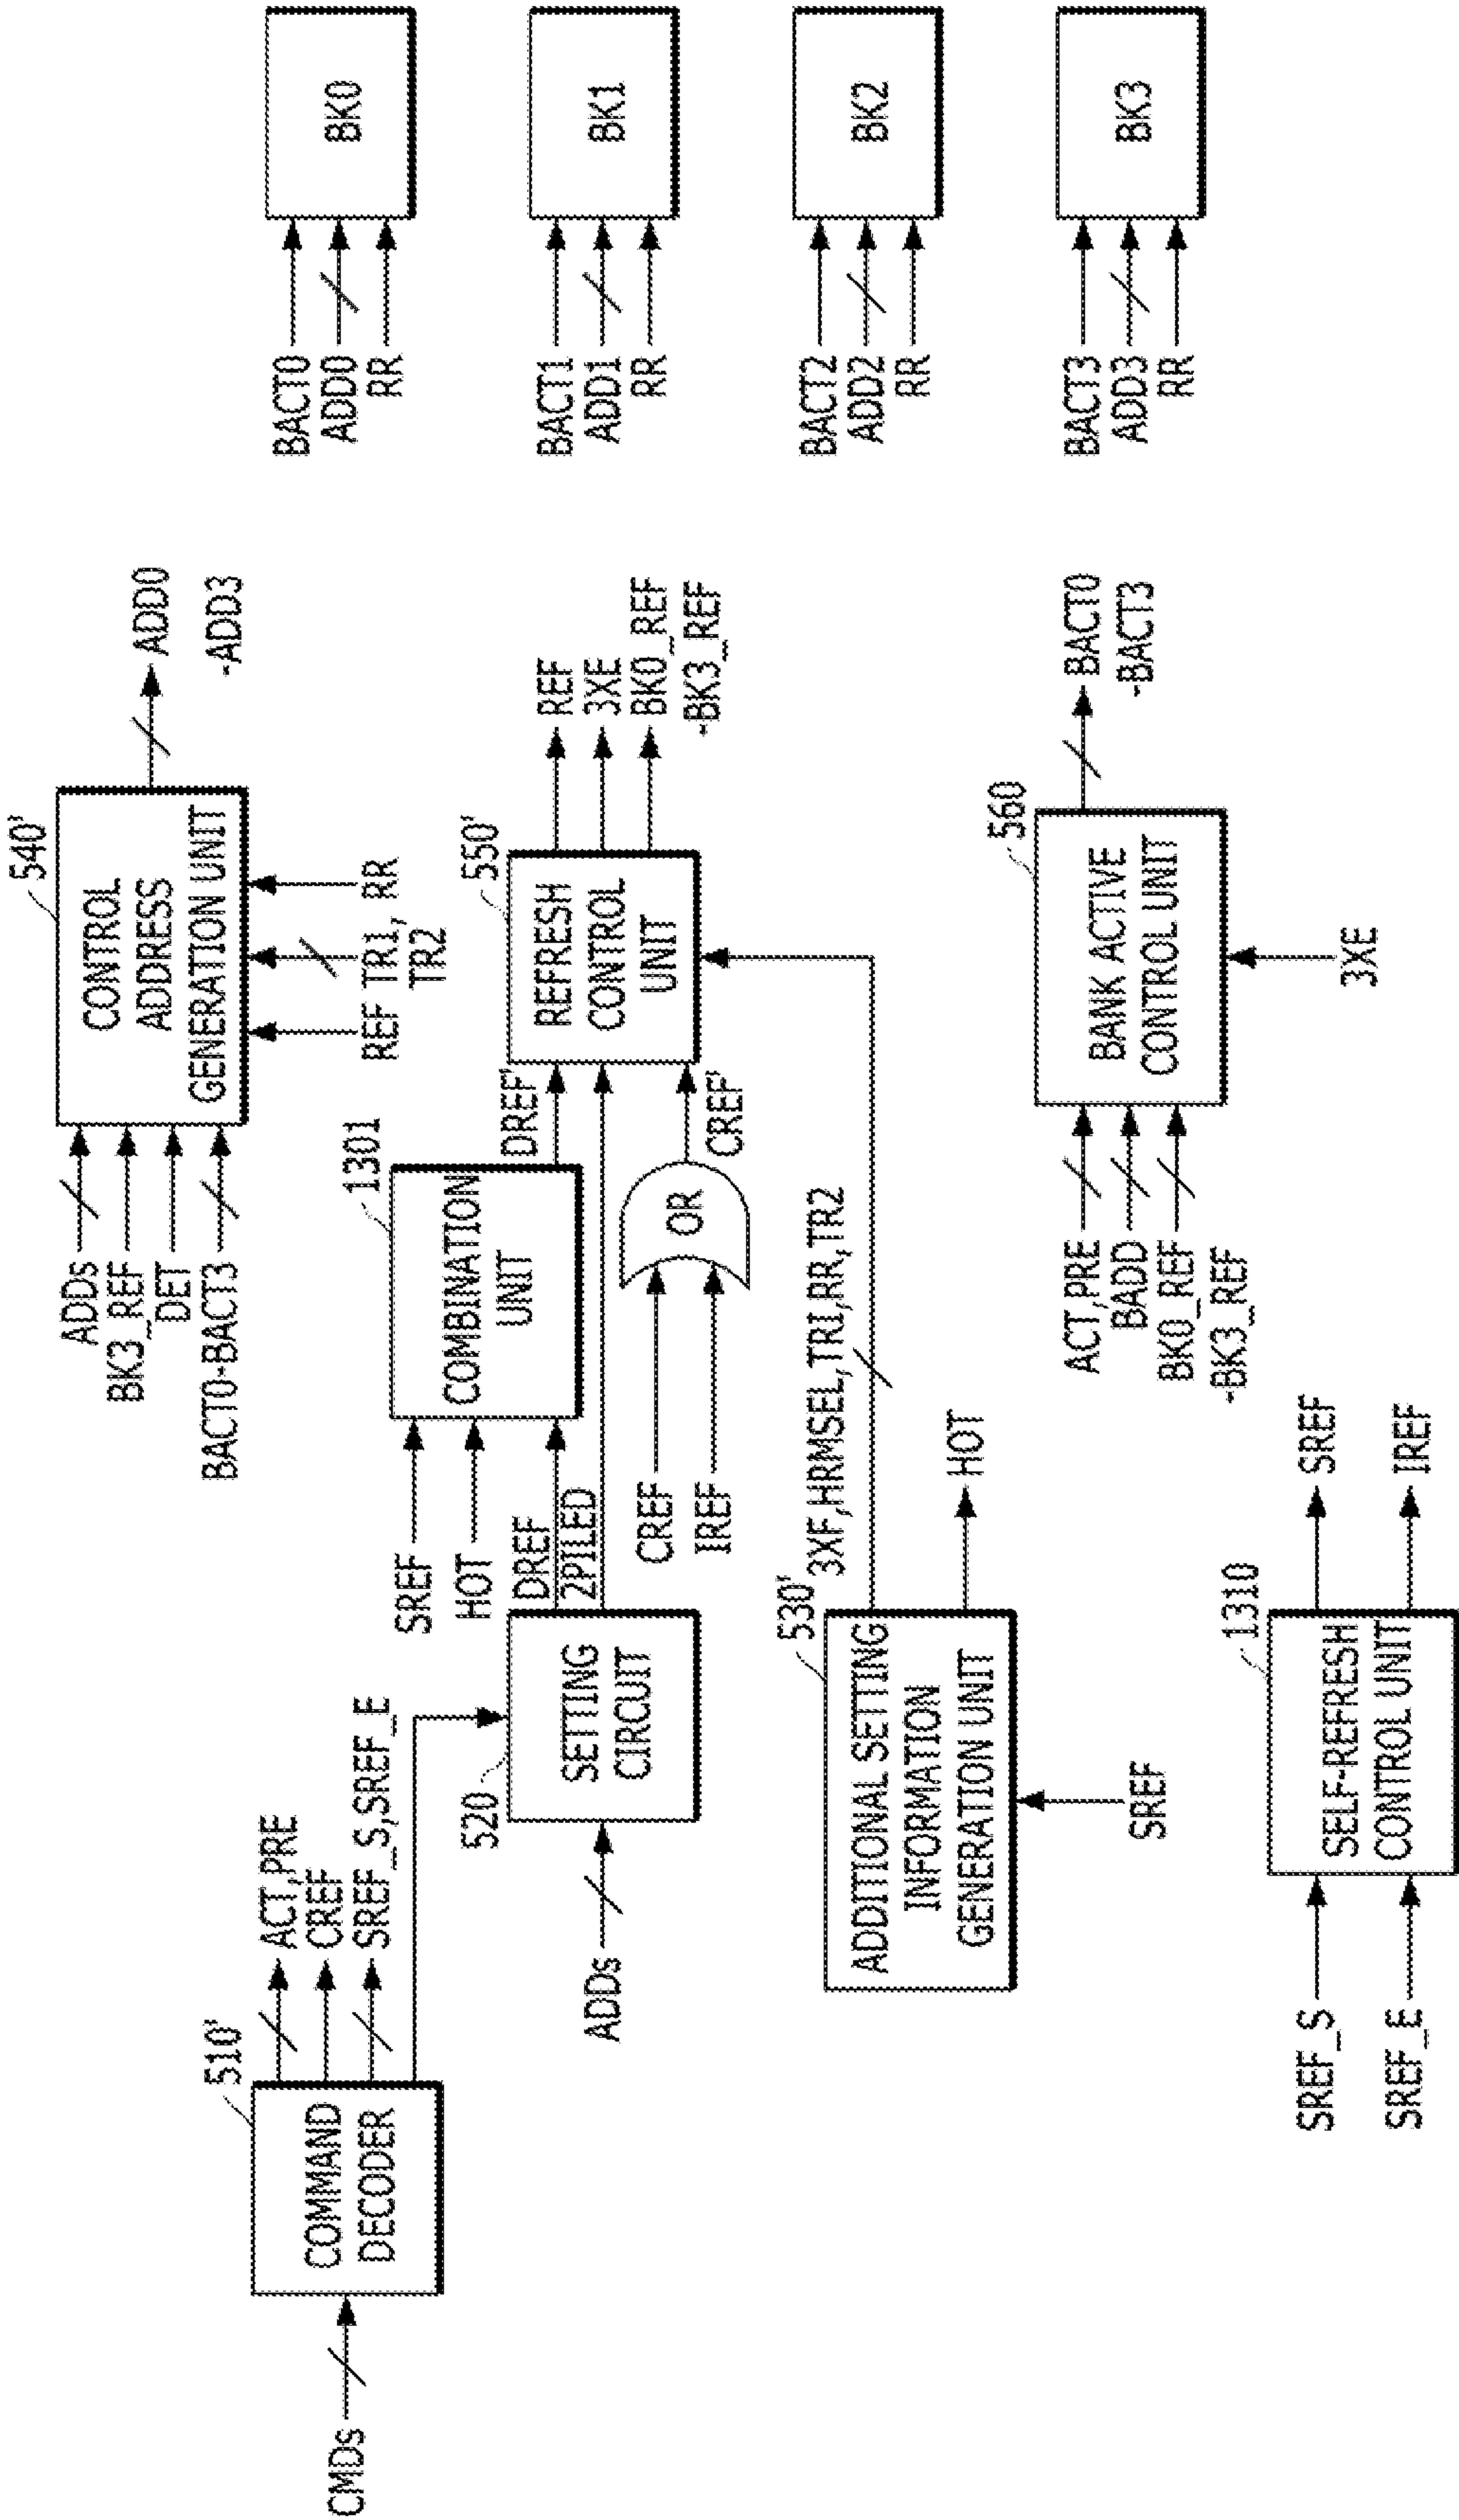 CMDs
510'
COMMAND
DECODER
ACT,PRE
CREF
SREF_S,SREF_E
ADDs
520
SETTING
CIRCUIT
DREF
2PILED
SREF
HOT
1301
COMBINATION
UNIT
DREF'
CREF
IREF
OR
CREF'
550'
REFRESH
CONTROL
UNIT
REF
3XE
BK0_REF
-BK3_REF
ADDs
BK3_REF
DET
BACT0-BACT3
540'
CONTROL
ADDRESS
GENERATION UNIT
REF TR1, RR
TR2
ADD0
-ADD3
530'
ADDITIONAL SETTING
INFORMATION
GENERATION UNIT
SREF
3XF,HRMSEL,TRI,RR,TR2
HOT
SREF_S
SREF_E
1310
SELF-REFRESH
CONTROL UNIT
SREF
IREF
ACT,PRE
BADD
BK0_REF
-BK3_REF
560
BANK ACTIVE
CONTROL UNIT
3XE
BACT0
-BACT3
BACT0
ADD0
RR
BK0
BACT1
ADD1
RR
BK1
BACT2
ADD2
RR
BK2
BACT3
ADD3
RR
BK3